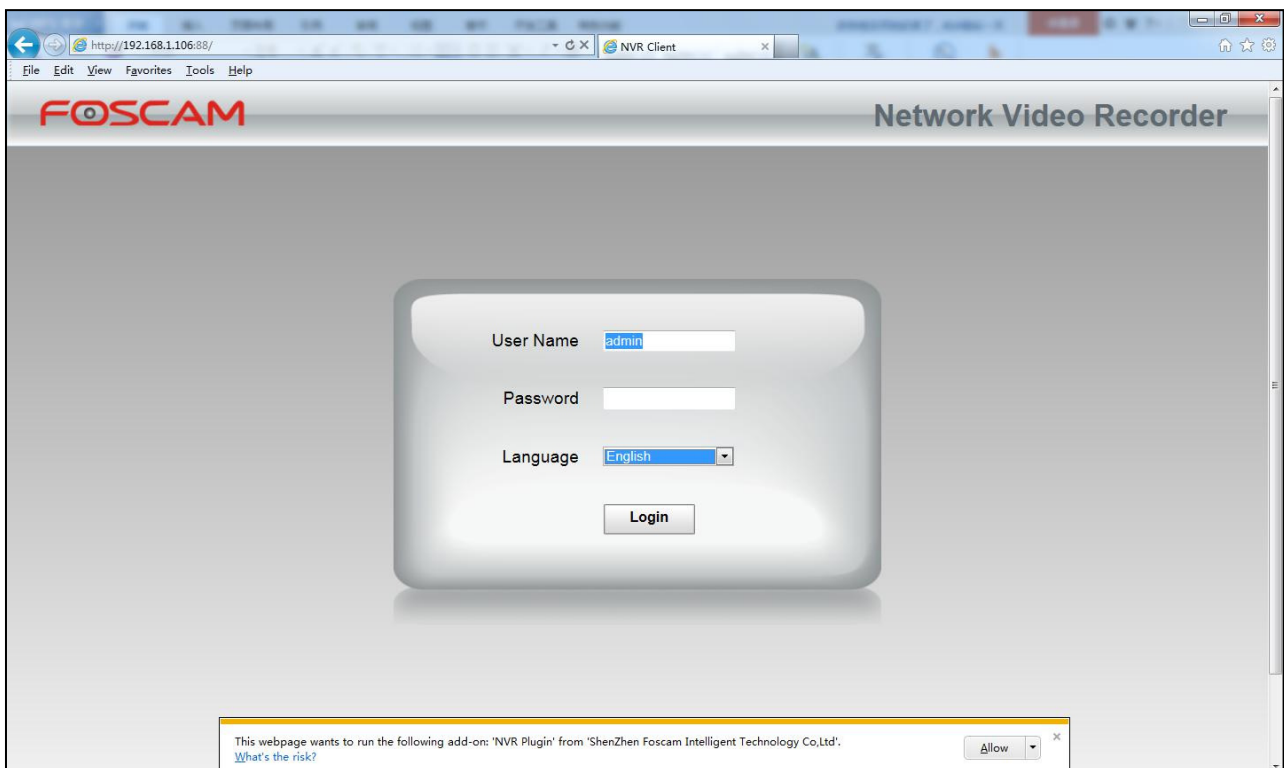 http://192.168.1.106:88/
NVR Client
File Edit View Favorites Tools Help
FOSCAM
Network Video Recorder
User Name admin
Password
Language English
Login
This webpage wants to run the following add-on: 'NVR Plugin' from 'ShenZhen Foscam Intelligent Technology Co,Ltd'.
What's the risk?
Allow